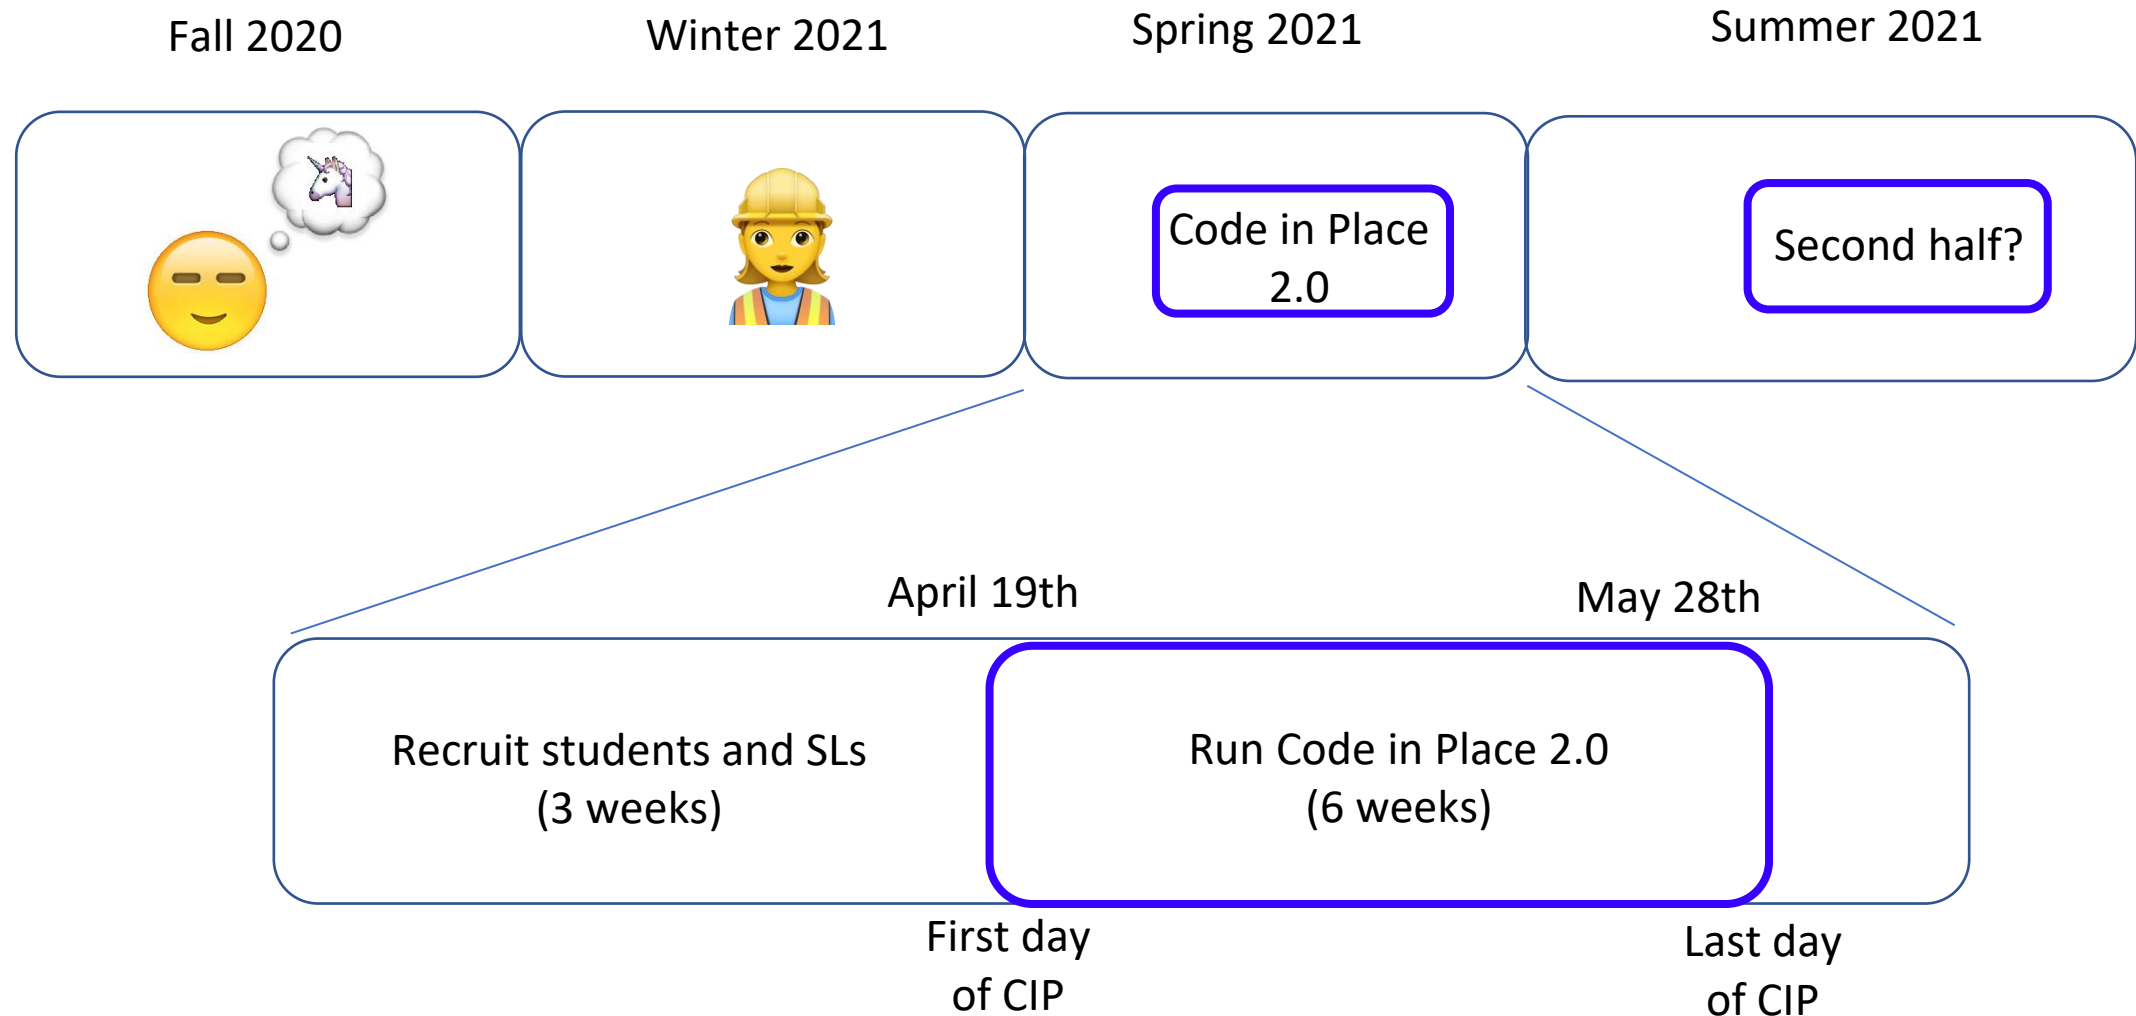 Fall 2020
Winter 2021
Spring 2021
Summer 2021
Code in Place
2.0
Second half?
April 19th
May 28th
Recruit students and SLs
(3 weeks)
Run Code in Place 2.0
(6 weeks)
First day
of CIP
Last day
of CIP